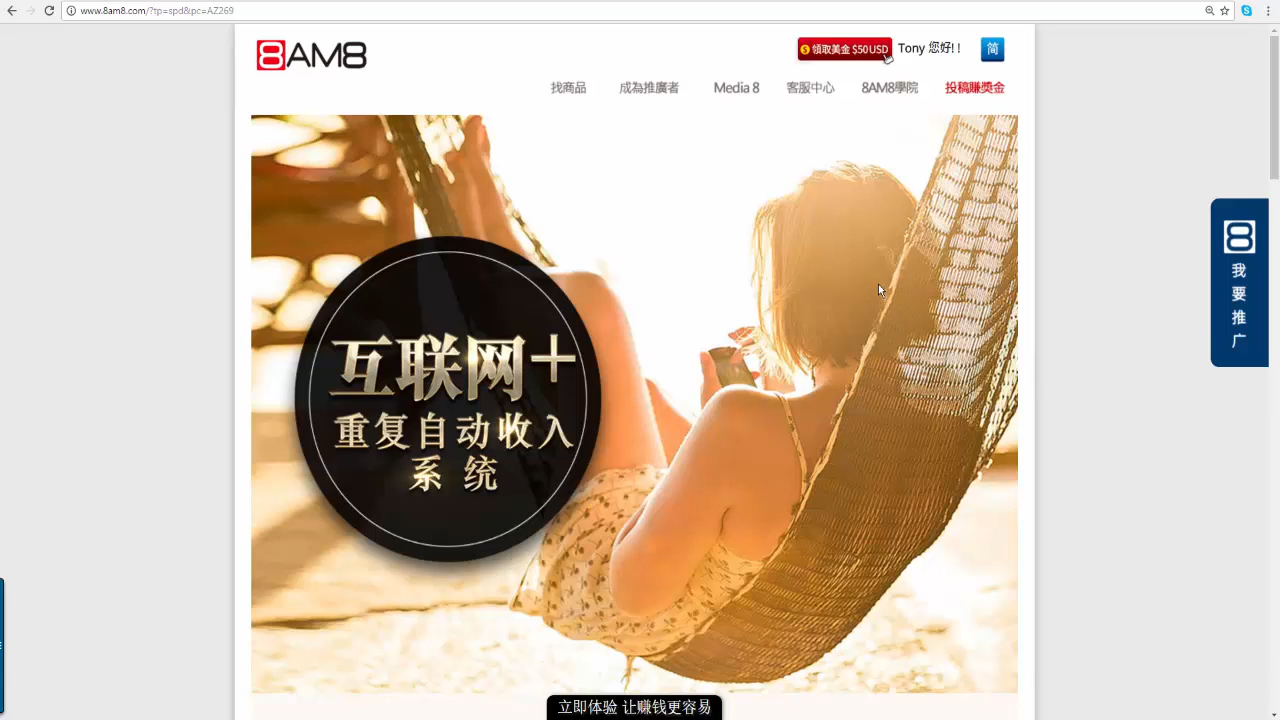 www.8am8.com/?tp=spd&pc=AZ269
8AM8
領取美金 $50USD
Tony 您好! !
简
找商品
成為推廣者
Media 8
客服中心
8AM8學院
投稿賺獎金
互联网+
重复自动收入
系 统
8
我
要
推
广
立即体验 让赚钱更容易